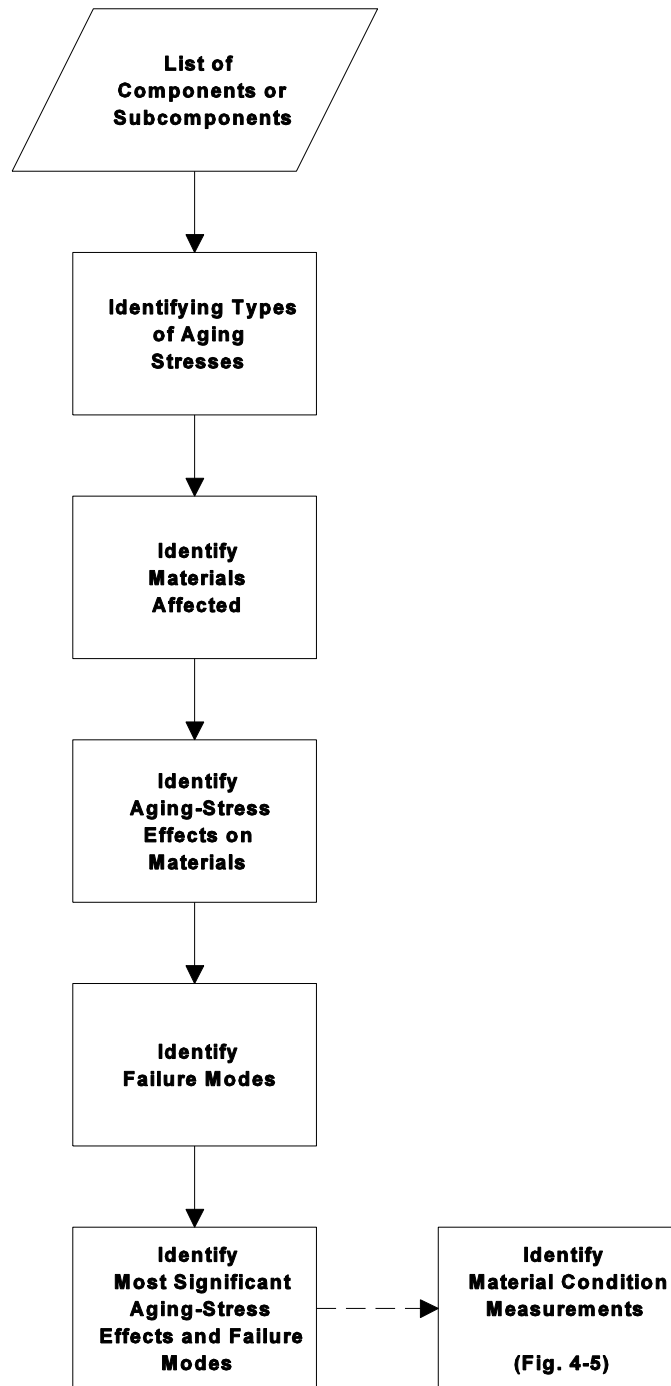 List of
Components or
Subcomponents
Identifying Types
of Aging
Stresses
Identify
Materials
Affected
Identify
Aging-Stress
Effects on
Materials
Identify
Failure Modes
Identify
Most Significant
Aging-Stress
Effects and Failure
Modes
Identify
Material Condition
Measurements
(Fig. 4-5)